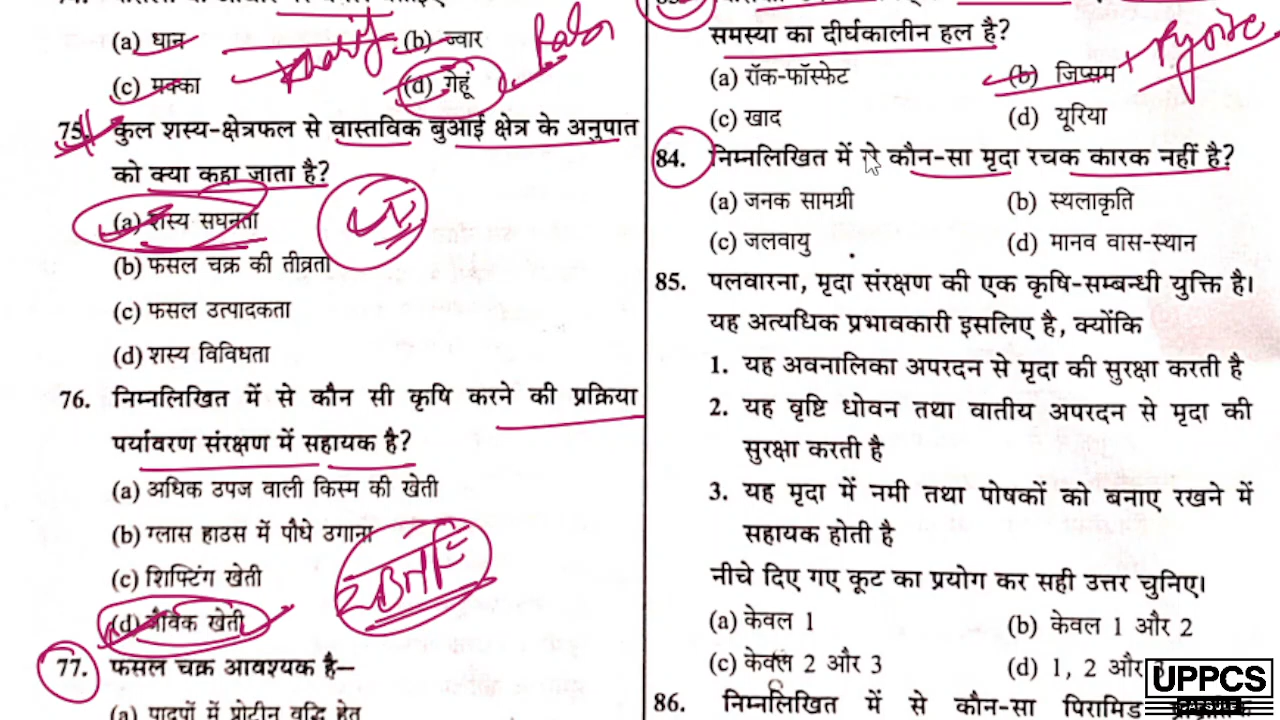 (a) धान
(b) ज्वार
(c) मक्का
(d) गेहूं
75. कुल शस्य-क्षेत्रफल से वास्तविक बुआई क्षेत्र के अनुपात
को क्या कहा जाता है?
(a) शस्य सघनता
(b) फसल चक्र की तीव्रता
(c) फसल उत्पादकता
(d) शस्य विविधता
76. निम्नलिखित में से कौन सी कृषि करने की प्रक्रिया
पर्यावरण संरक्षण में सहायक है?
(a) अधिक उपज वाली किस्म की खेती
(b) ग्लास हाउस में पौधे उगाना
(c) शिफ्टिंग खेती
(d) जैविक खेती
77. फसल चक्र आवश्यक है–
(a) पादपों में प्रोटीन वृद्धि हेतु
समस्या का दीर्घकालीन हल है?
(a) रॉक-फॉस्फेट
(b) जिप्सम
(c) खाद
(d) यूरिया
84. निम्नलिखित में से कौन-सा मृदा रचक कारक नहीं है?
(a) जनक सामग्री
(b) स्थलाकृति
(c) जलवायु
(d) मानव वास-स्थान
85. पलवारना, मृदा संरक्षण की एक कृषि-सम्बन्धी युक्ति है।
यह अत्यधिक प्रभावकारी इसलिए है, क्योंकि
1. यह अवनालिका अपरदन से मृदा की सुरक्षा करती है
2. यह वृष्टि धोवन तथा वातीय अपरदन से मृदा की
सुरक्षा करती है
3. यह मृदा में नमी तथा पोषकों को बनाए रखने में
सहायक होती है
नीचे दिए गए कूट का प्रयोग कर सही उत्तर चुनिए।
(a) केवल 1
(b) केवल 1 और 2
(c) केवल 2 और 3
(d) 1, 2 और 3
86. निम्नलिखित में से कौन-सा पिरामिड
UPPCS